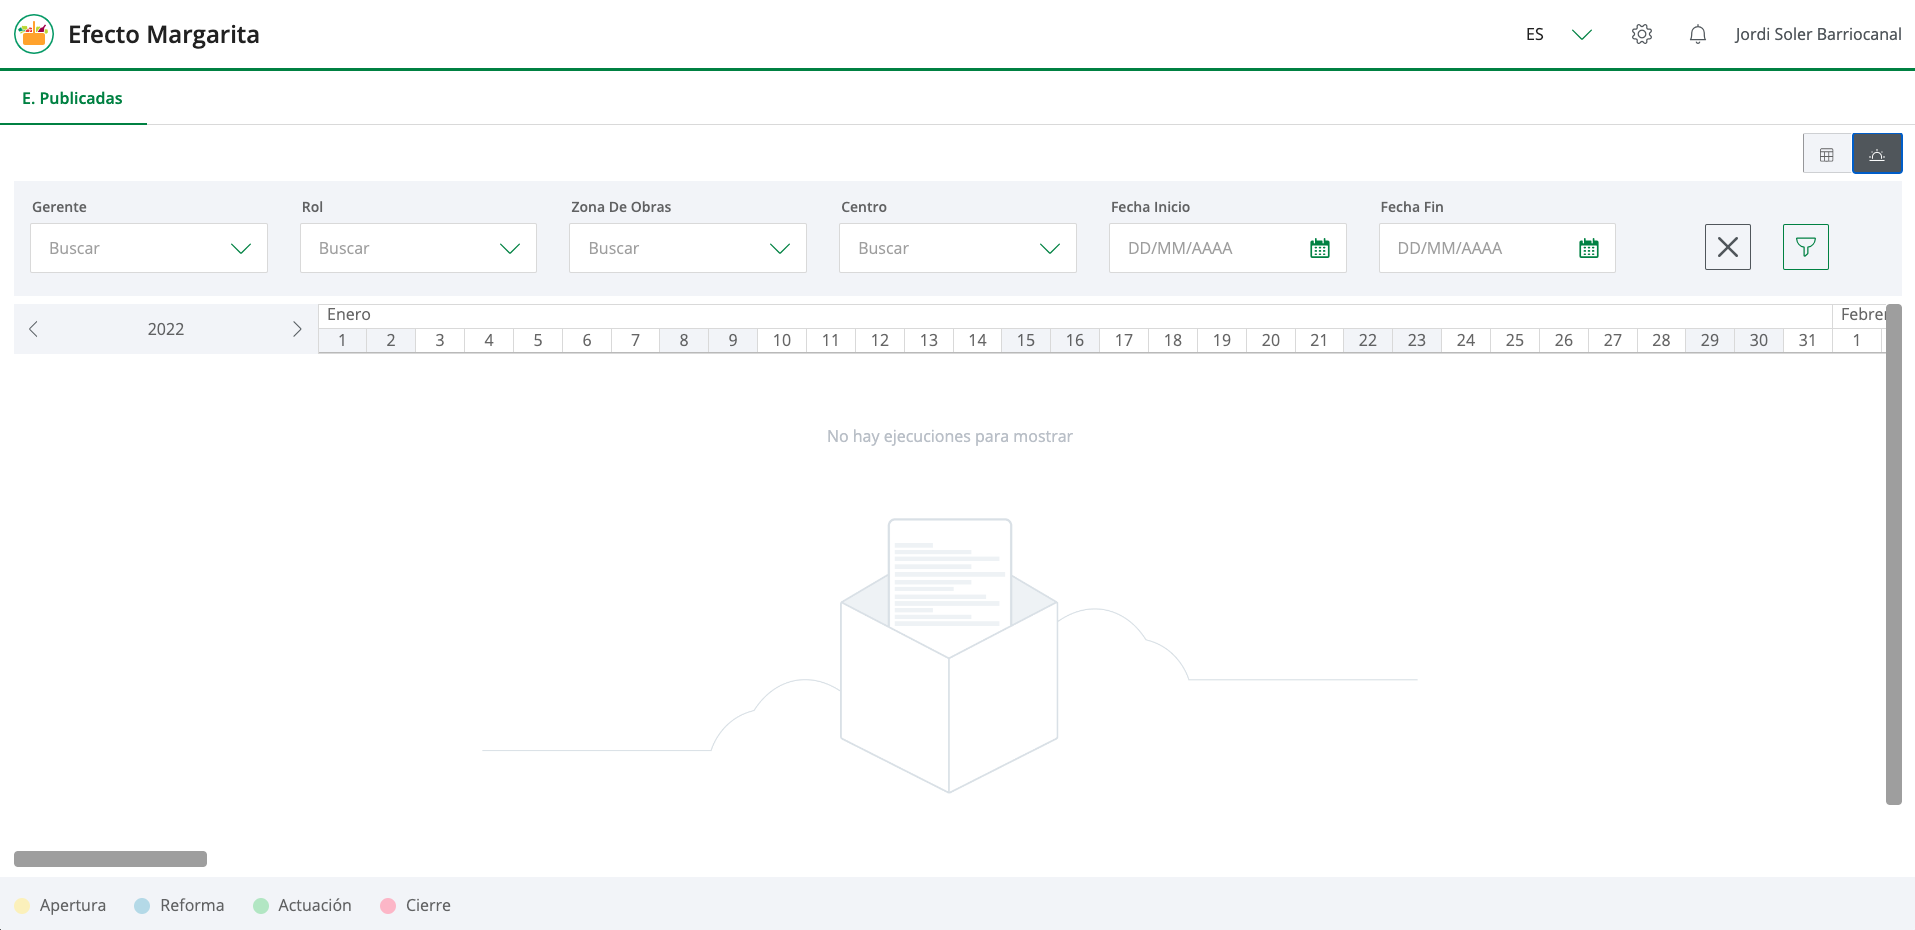 Efecto Margarita
ES
Jordi Soler Barriocanal
E. Publicadas
Gerente Rol Zona De Obras Centro Fecha Inicio Fecha Fin
Buscar Buscar Buscar Buscar DD/MM/AAAA DD/MM/AAAA
2022
Enero Febrer
1 2 3 4 5 6 7 8 9 10 11 12 13 14 15 16 17 18 19 20 21 22 23 24 25 26 27 28 29 30 31 1
No hay ejecuciones para mostrar
Apertura Reforma Actuación Cierre